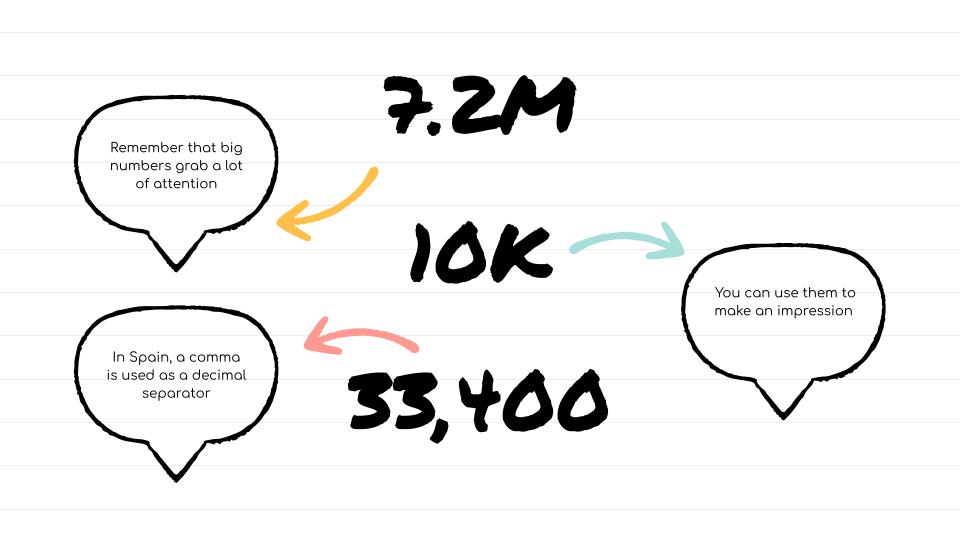 7.2M
Remember that big
numbers grab a lot
of attention
10K
You can use them to
make an impression
33,400
In Spain, a comma
is used as a decimal
separator